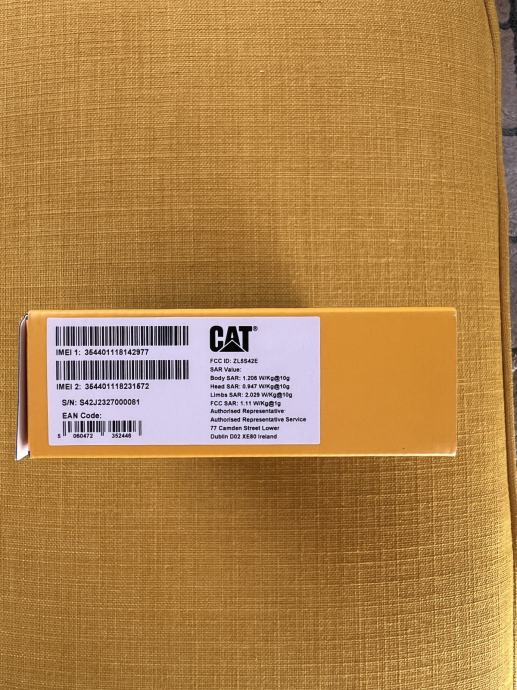 IMEI 1: 354401118142977
IMEI 2: 354401118231572
S/N: S42J2327000081
EAN Code:
5 060472 352446
CAT®
FCC ID: ZL5S42E
SAR Value:
Body SAR: 1.206 W/Kg@10g
Head SAR: 0.947 W/Kg@10g
Limbs SAR: 2.029 W/Kg@10g
FCC SAR: 1.11 W/Kg@1g
Authorised Representative:
Authorised Representative Service
77 Camden Street Lower
Dublin D02 XE80 Ireland